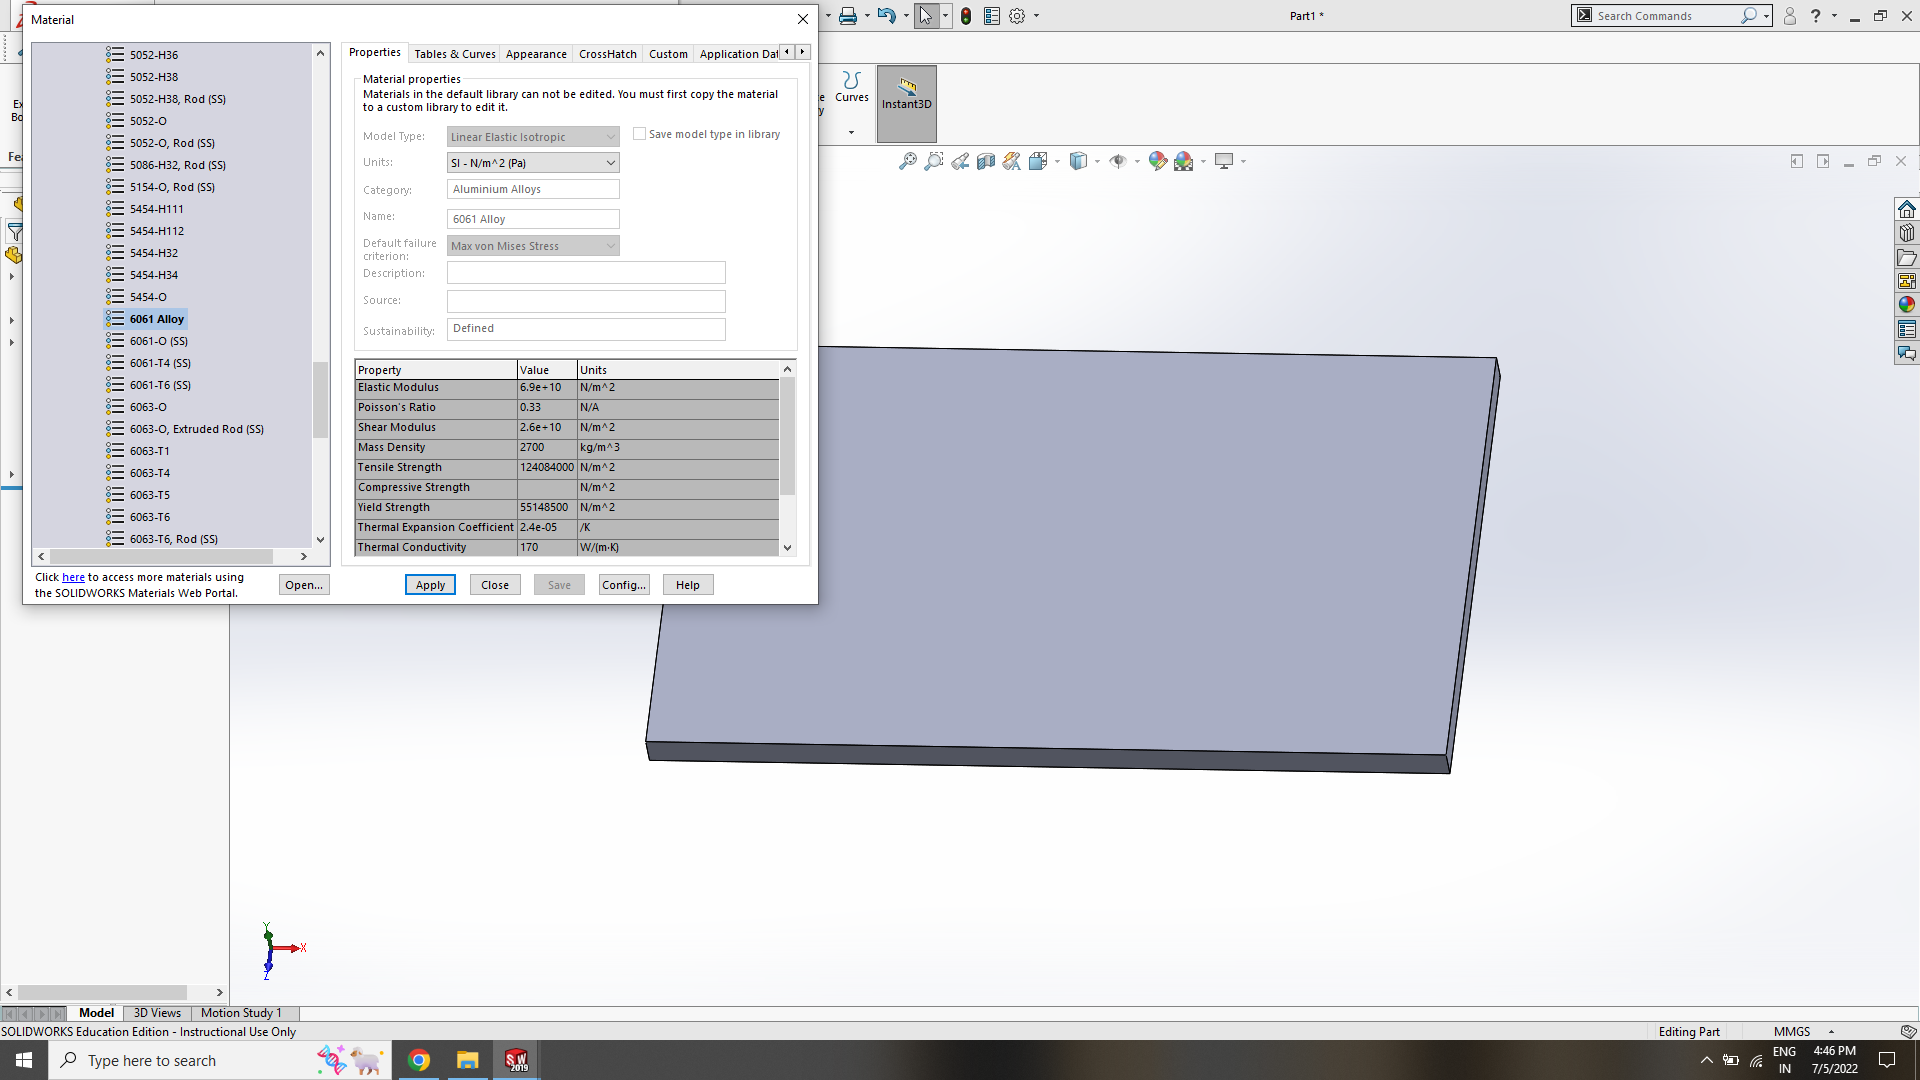 Material
Part1 *
Search Commands
5052-H36
5052-H38
5052-H38, Rod (SS)
5052-O
5052-O, Rod (SS)
5086-H32, Rod (SS)
5154-O, Rod (SS)
5454-H111
5454-H112
5454-H32
5454-H34
5454-O
6061 Alloy
6061-O (SS)
6061-T4 (SS)
6061-T6 (SS)
6063-O
6063-O, Extruded Rod (SS)
6063-T1
6063-T4
6063-T5
6063-T6
6063-T6, Rod (SS)
Click here to access more materials using
the SOLIDWORKS Materials Web Portal.
Open...
Properties Tables & Curves Appearance CrossHatch Custom Application Dat
Material properties
Materials in the default library can not be edited. You must first copy the material
to a custom library to edit it.
Model Type: Linear Elastic Isotropic Save model type in library
Units: SI - N/m^2 (Pa)
Category: Aluminium Alloys
Name: 6061 Alloy
Default failure
criterion: Max von Mises Stress
Description:
Source:
Sustainability: Defined
Property Value Units
Elastic Modulus 6.9e+10 N/m^2
Poisson's Ratio 0.33 N/A
Shear Modulus 2.6e+10 N/m^2
Mass Density 2700 kg/m^3
Tensile Strength 124084000 N/m^2
Compressive Strength N/m^2
Yield Strength 55148500 N/m^2
Thermal Expansion Coefficient 2.4e-05 /K
Thermal Conductivity 170 W/(m·K)
Apply Close Save Config... Help
Curves
Instant3D
Ex
Bo
Fea
Y
X
Z
Model 3D Views Motion Study 1
SOLIDWORKS Education Edition - Instructional Use Only
Editing Part MMGS
Type here to search
SW
2019
ENG
IN
4:46 PM
7/5/2022